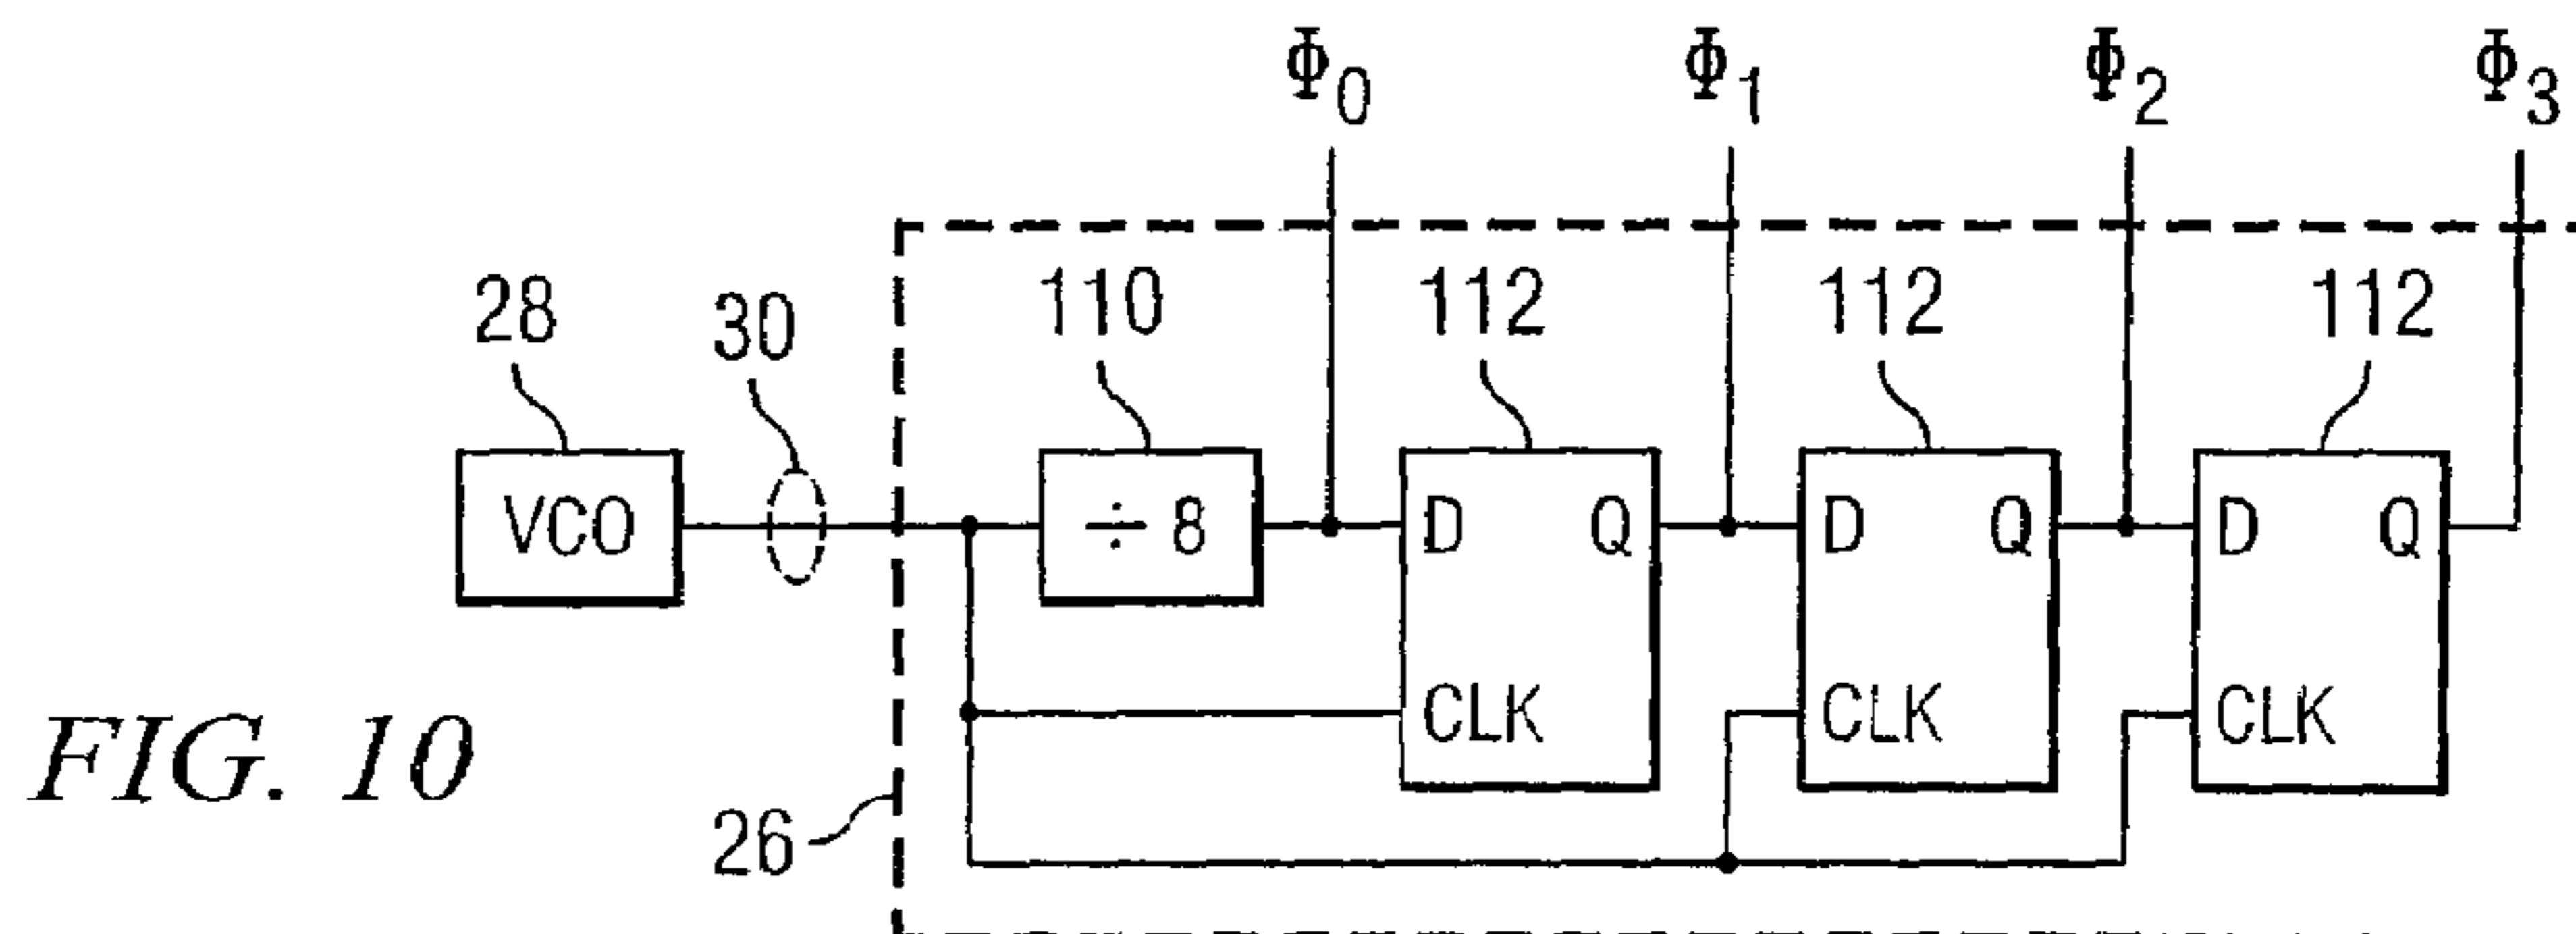 Φ0 Φ1 Φ2 Φ3
28 30 110 112 112 112
VCO ÷ 8 D Q D Q D Q
CLK CLK CLK
FIG. 10
26